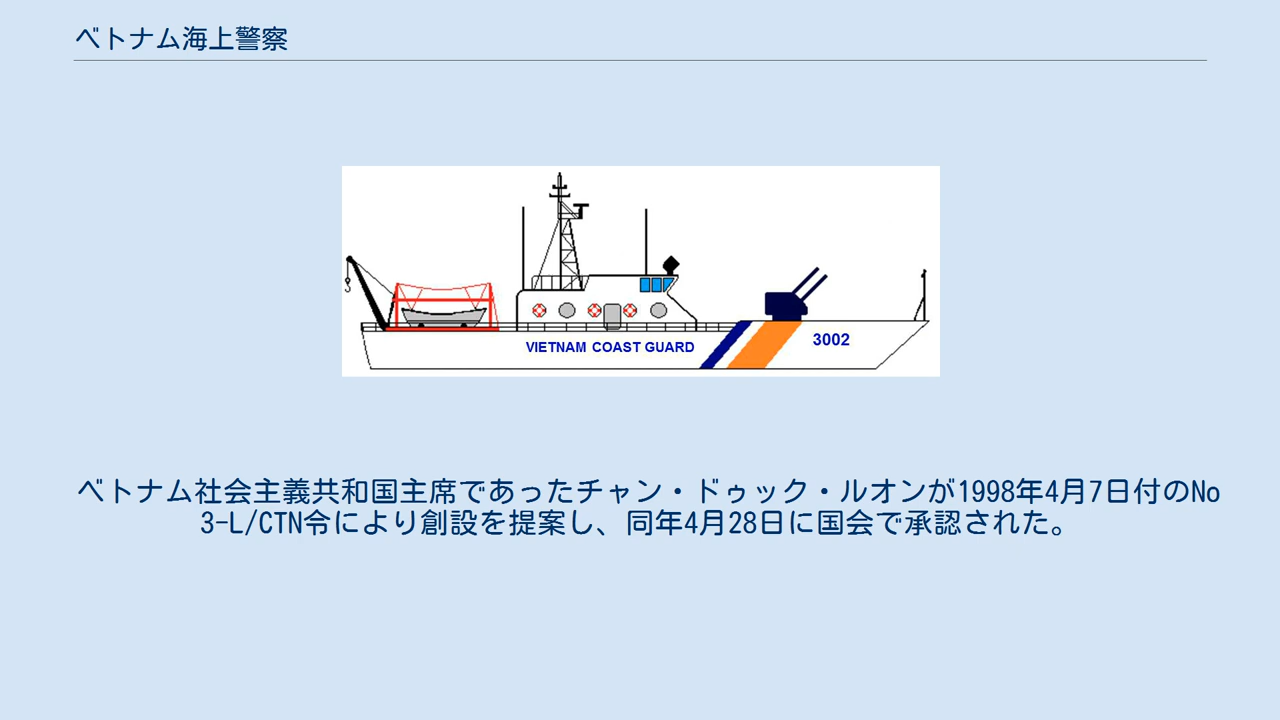 ベトナム海上警察
VIETNAM COAST GUARD
3002
ベトナム社会主義共和国主席であったチャン・ドゥック・ルオンが1998年4月7日付のNo
3-L/CTN令により創設を提案し、同年4月28日に国会で承認された。